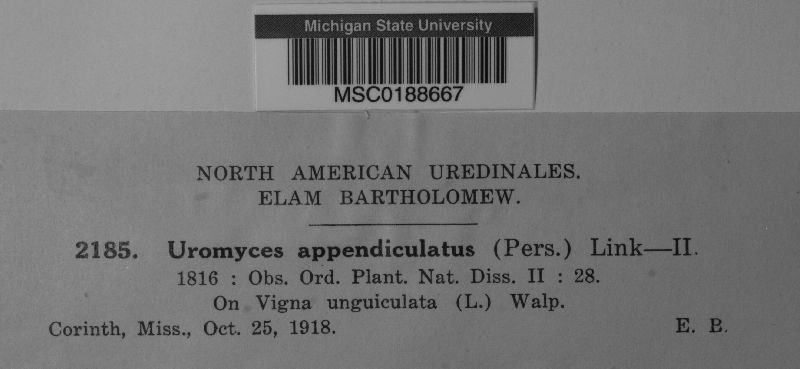 Michigan State University
MSC0188667
NORTH AMERICAN UREDINALES.
ELAM BARTHOLOMEW.
2185. Uromyces appendiculatus (Pers.) Link—II.
1816 : Obs. Ord. Plant. Nat. Diss. II : 28.
On Vigna unguiculata (L.) Walp.
Corinth, Miss., Oct. 25, 1918. E. B.